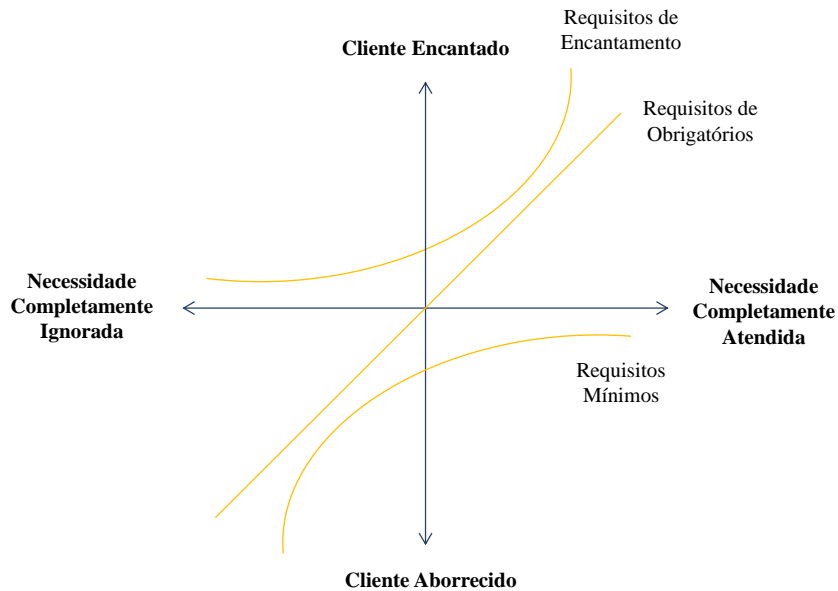 Requisitos de
Encantamento
Cliente Encantado
Requisitos de
Obrigatórios
Necessidade
Completamente
Ignorada
Necessidade
Completamente
Atendida
Requisitos
Mínimos
Cliente Aborrecido